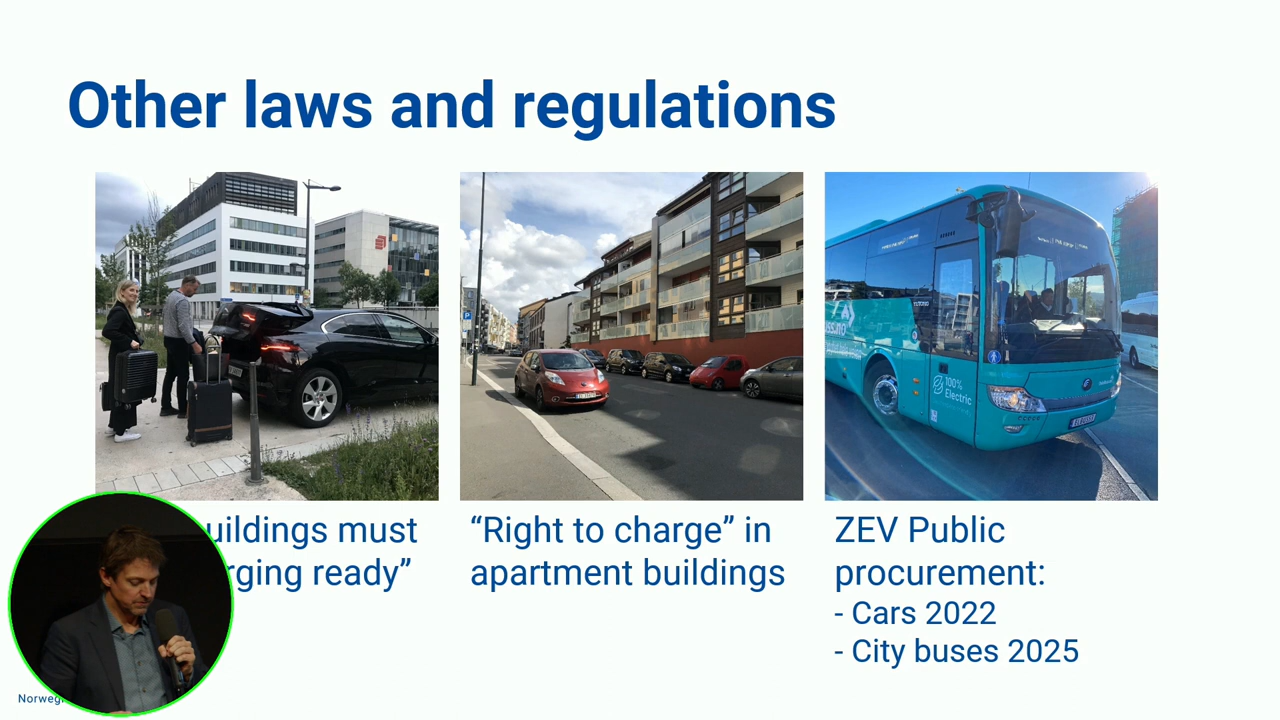 Other laws and regulations
uildings must
rging ready”
“Right to charge” in
apartment buildings
100%
Electric
ZEV Public
procurement:
- Cars 2022
- City buses 2025
Norweg